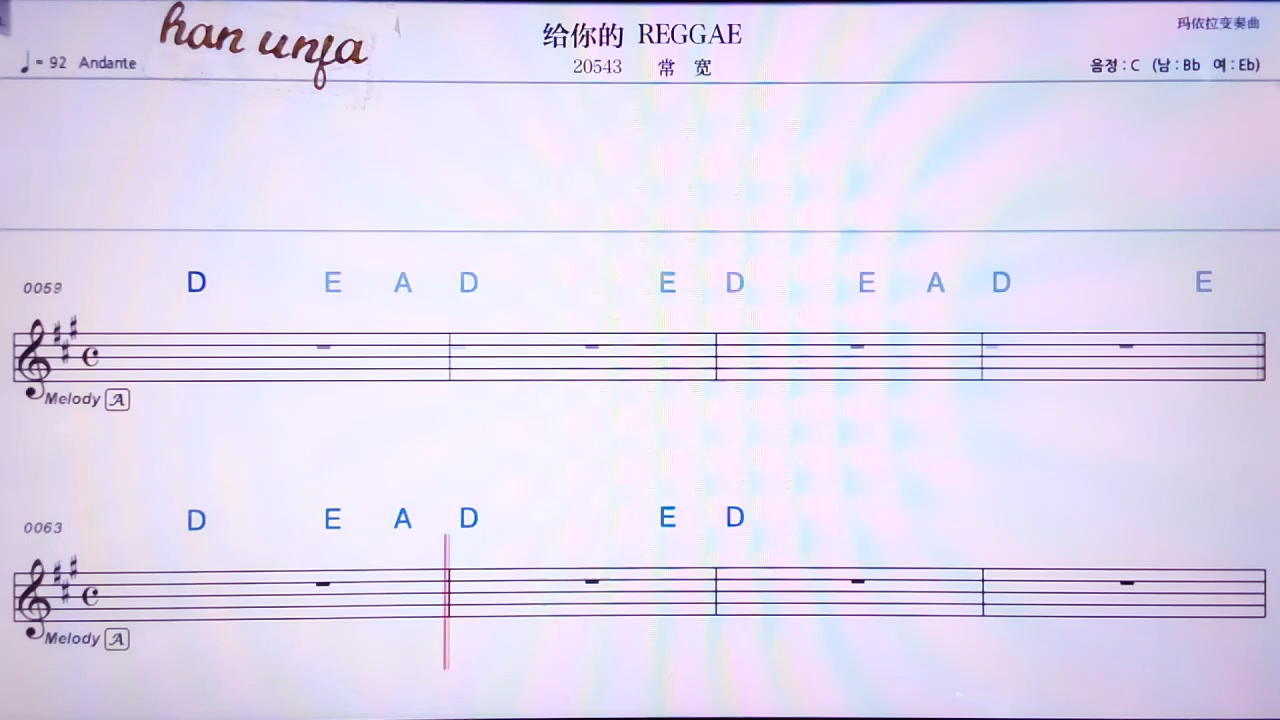 han unfa
给你的 REGGAE
玛依拉变奏曲
♩= 92 Andante
20543 常 宽
음정 : C (남 : Bb 여 : Eb)
0059 D E A D E D E A D E
Melody A
0063 D E A D E D
Melody A